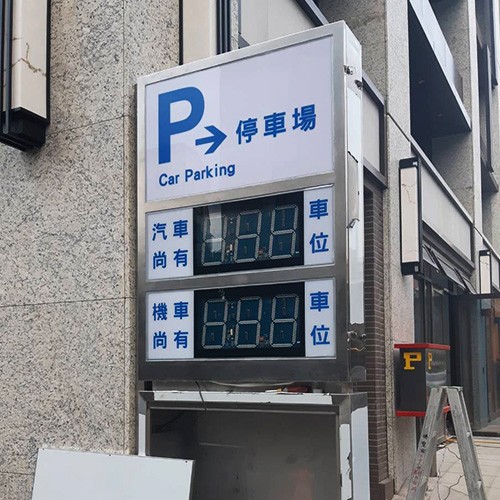 P→停車場
Car Parking
汽車 車
尚有 位
機車 車
尚有 位
P P